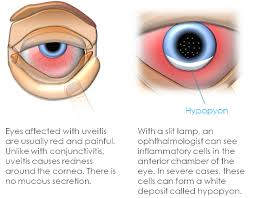 Hypopyon
Eyes affected with uveitis
are usually red and painful.
Unlike with conjunctivitis,
uveitis causes redness
around the cornea. There
is no mucous secretion.
With a slit lamp, an
ophthalmologist can see
inflammatory cells in the
anterior chamber of the
eye. In severe cases, these
cells can form a white
deposit called hypopyon.